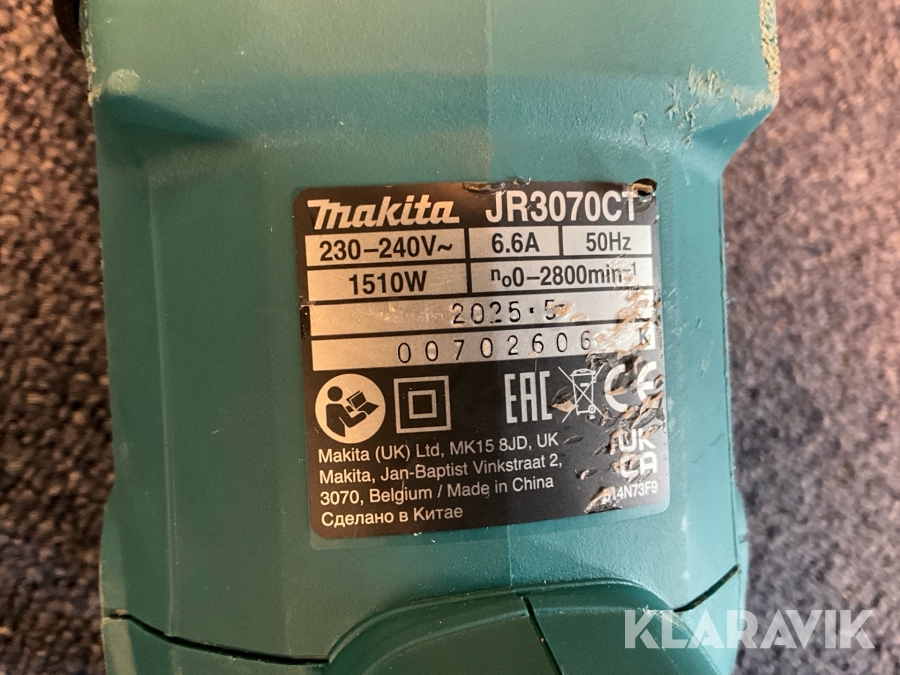 makita JR3070CT
230-240V~ 6.6A 50Hz
1510W no0-2800min-1
2025.5
00702606 K
EAC CE
Makita (UK) Ltd, MK15 8JD, UK
UK
CA
Makita, Jan-Baptist Vinkstraat 2,
3070, Belgium / Made in China
Сделано в Китае
KLARAVIK